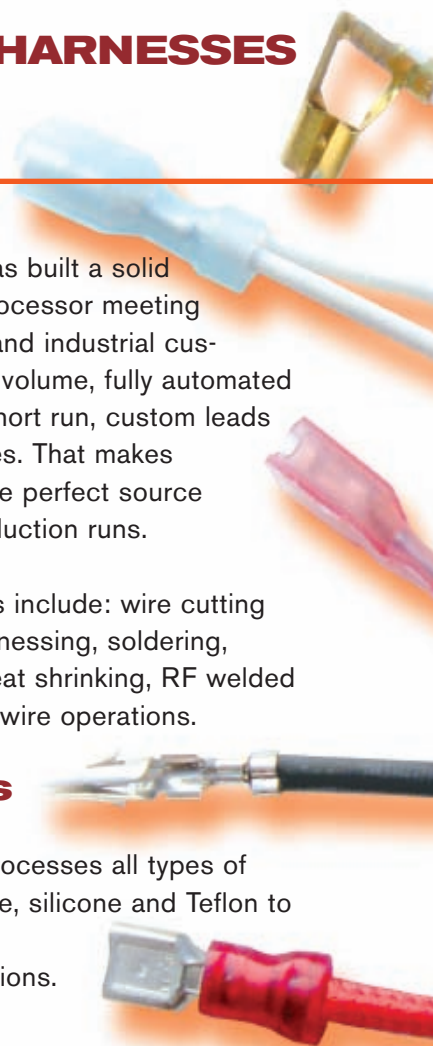 HARNESSES
as built a solid
ocessor meeting
and industrial cus-
volume, fully automated
hort run, custom leads
es. That makes
e perfect source
duction runs.
s include: wire cutting
nessing, soldering,
eat shrinking, RF welded
wire operations.
s
ocesses all types of
e, silicone and Teflon to
ions.